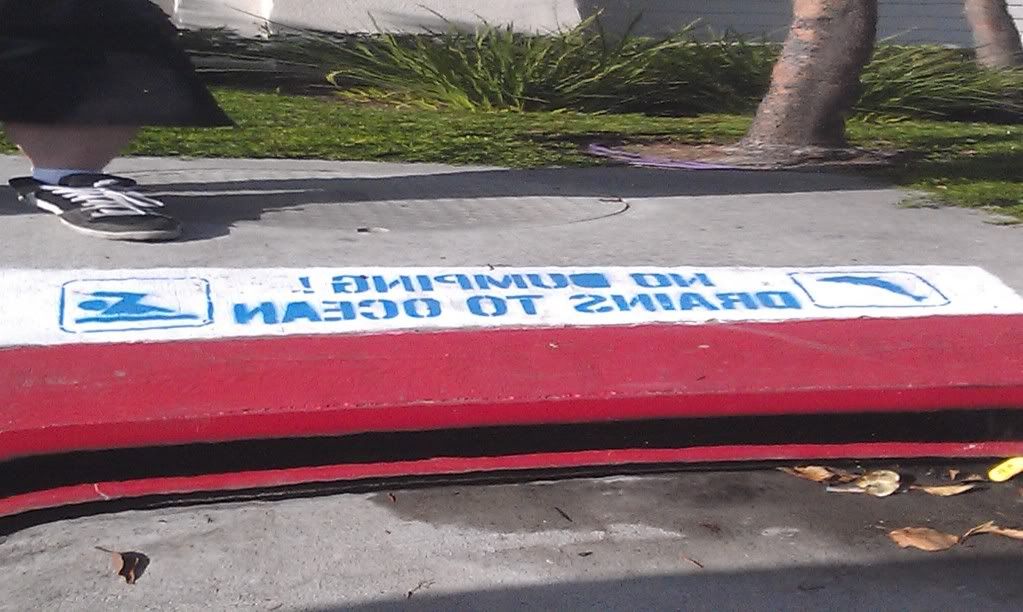 NO DUMPING!
DRAINS TO OCEAN